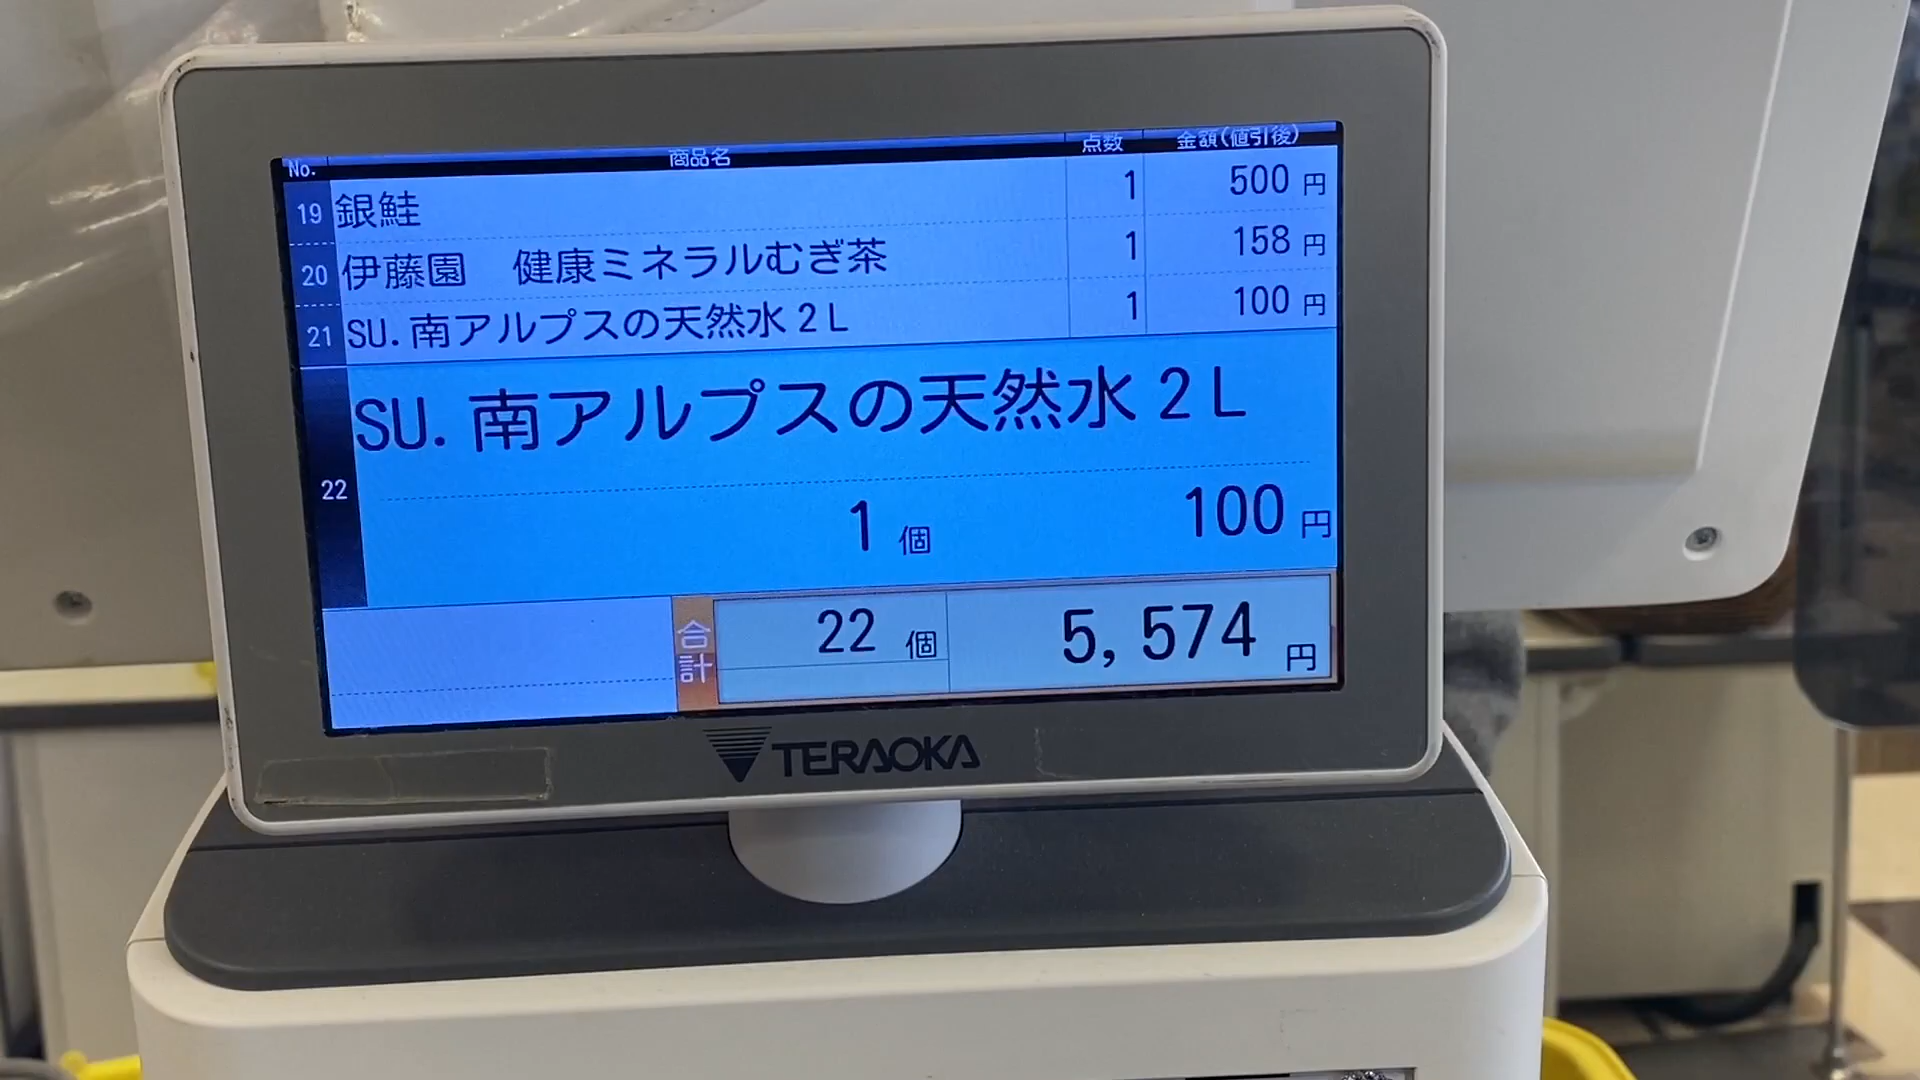 No. 商品名 点数 金額(値引後)
19 銀鮭 1 500 円
20 伊藤園 健康ミネラルむぎ茶 1 158 円
21 SU.南アルプスの天然水2L 1 100 円
22 SU.南アルプスの天然水2L
1 個 100 円
合計 22 個 5,574 円
TERAOKA